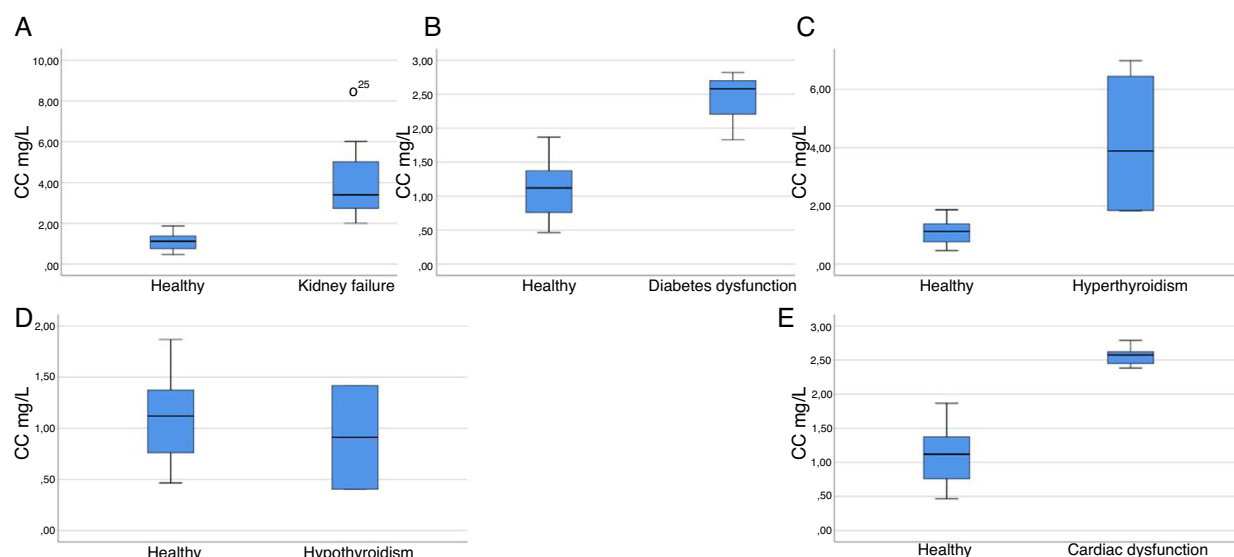 A
CC mg/L
10,00
8,00
6,00
4,00
2,00
,00
o25
Healthy
Kidney failure
B
CC mg/L
3,00
2,50
2,00
1,50
1,00
,50
,00
Healthy
Diabetes dysfunction
C
CC mg/L
6,00
4,00
2,00
,00
Healthy
Hyperthyroidism
D
CC mg/L
2,00
1,50
1,00
,50
,00
Healthy
Hypothyroidism
E
CC mg/L
3,00
2,50
2,00
1,50
1,00
,50
,00
Healthy
Cardiac dysfunction